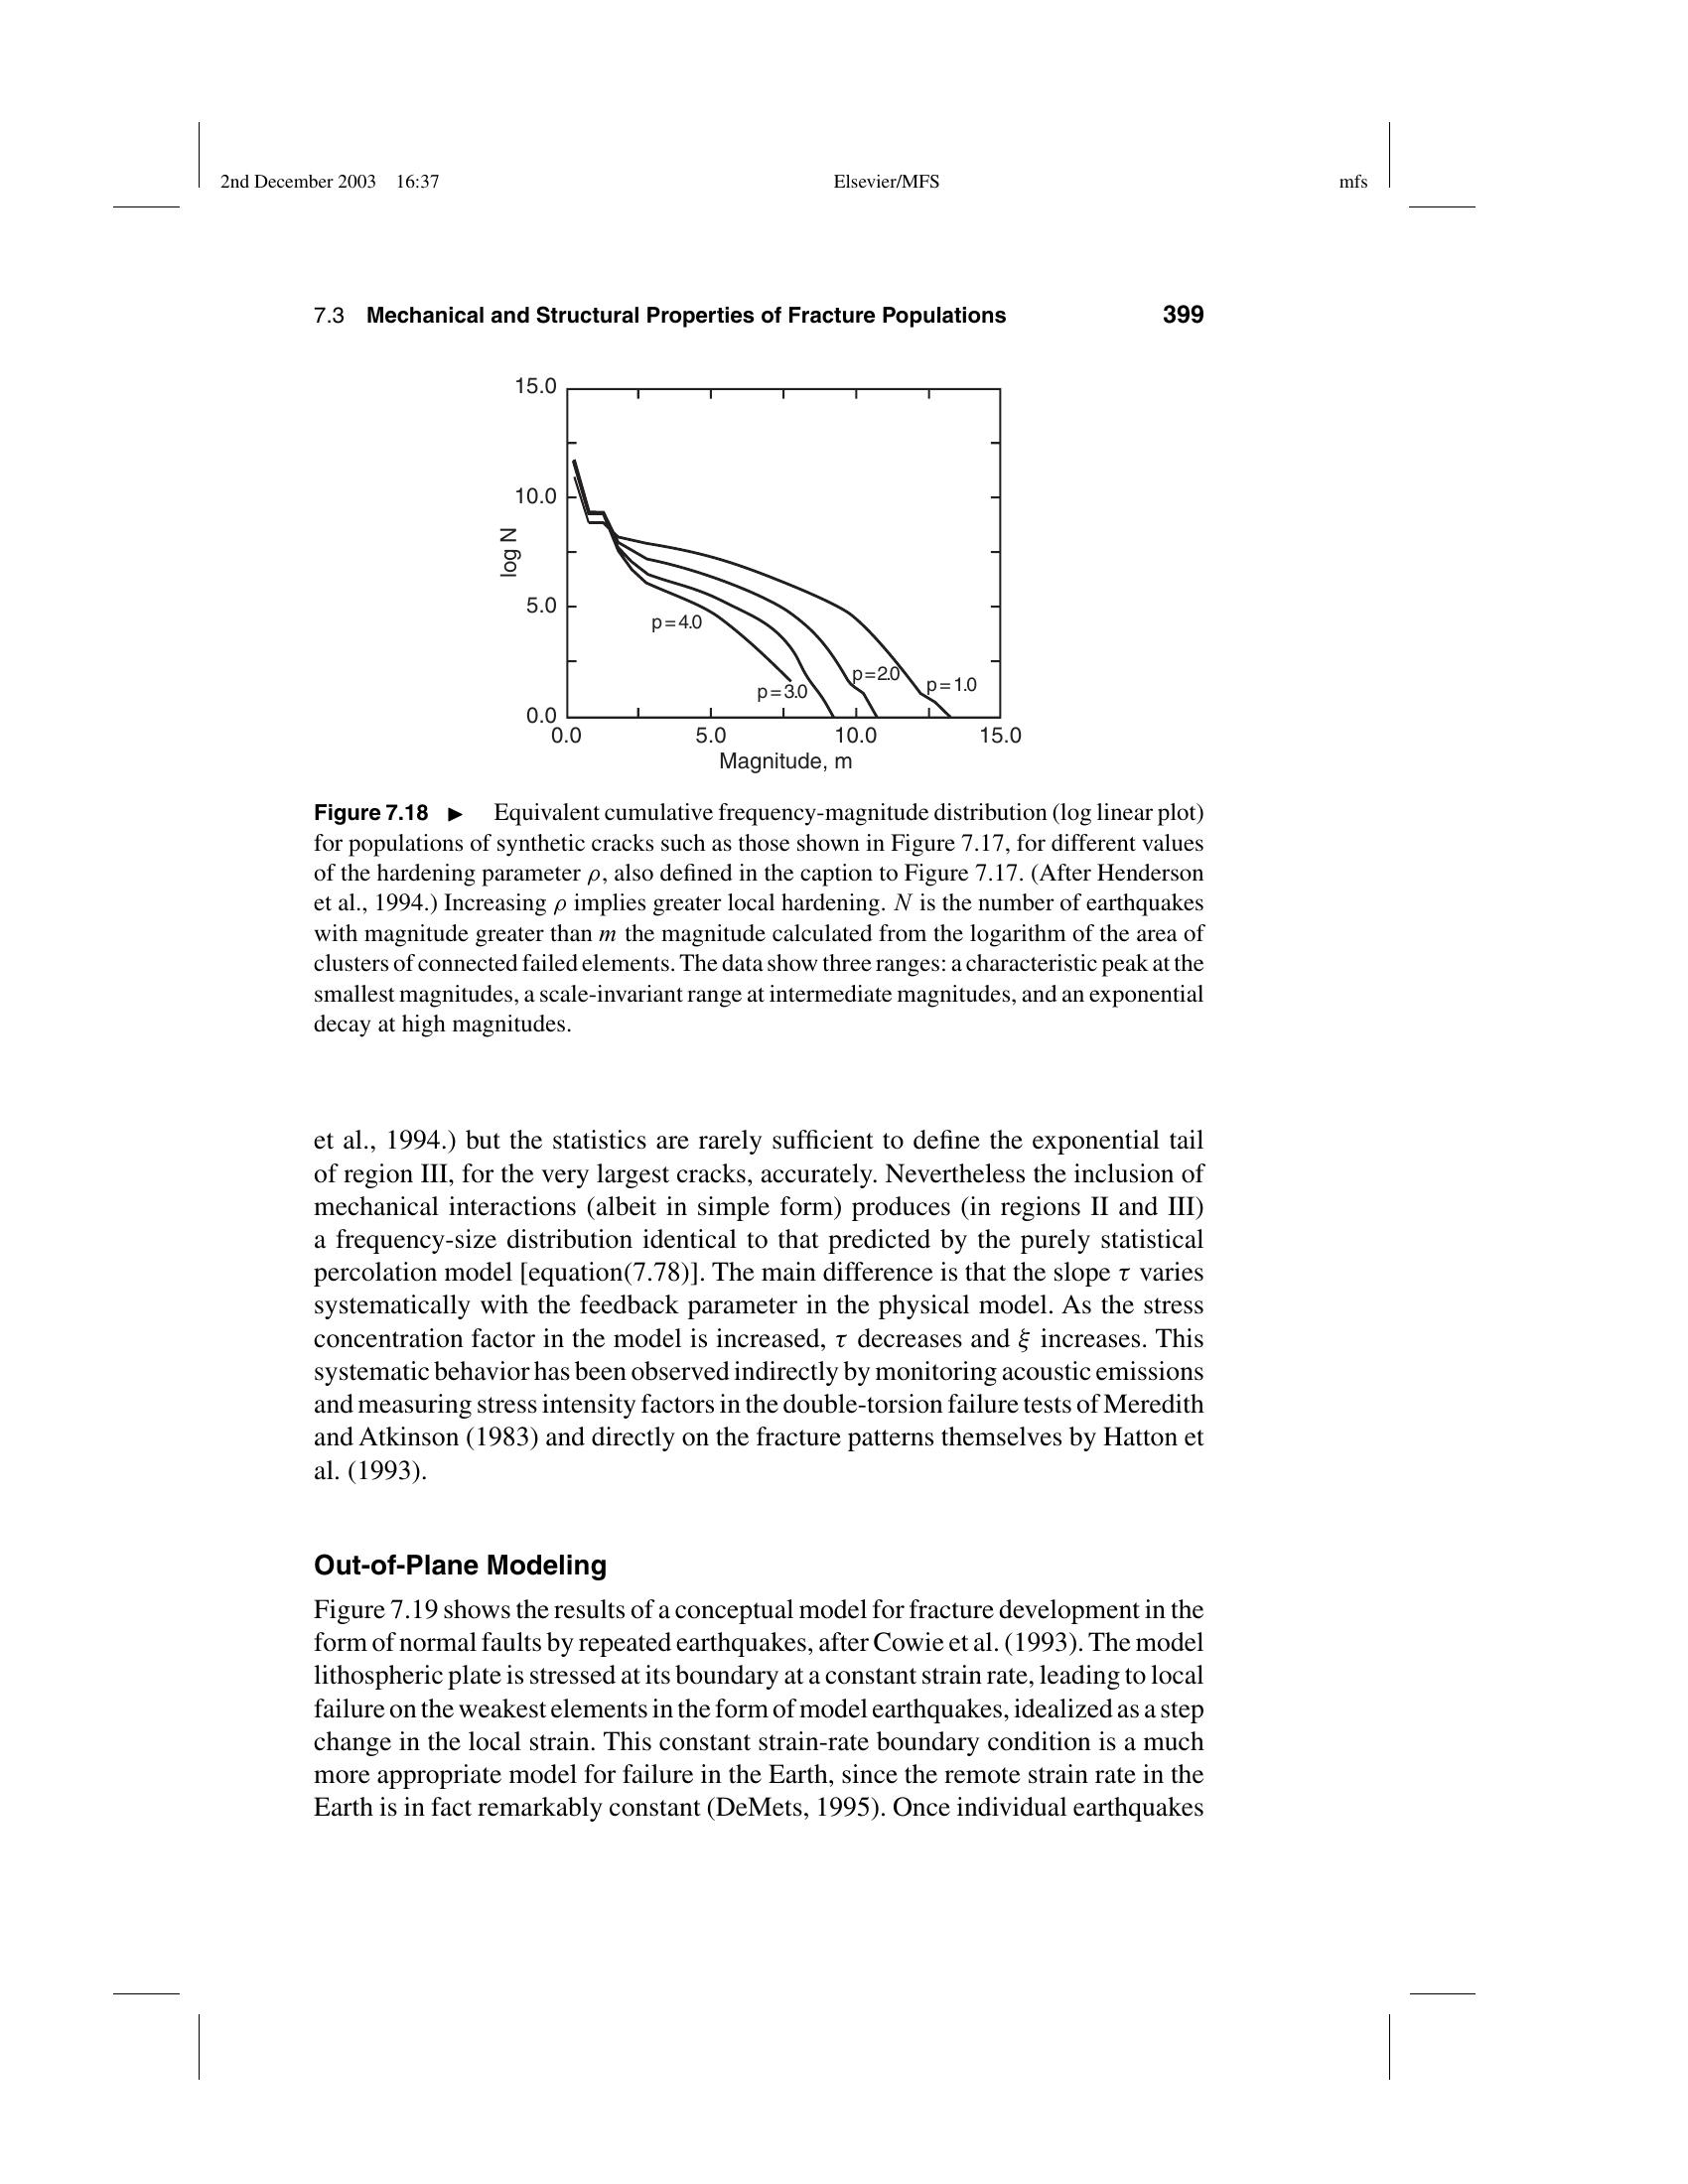 2nd December 2003 16:37 Elsevier/MFS mfs
7.3 Mechanical and Structural Properties of Fracture Populations 399
15.0
10.0
log N
5.0
p=4.0
p=2.0
p=1.0
p=3.0
0.0
0.0 5.0 10.0 15.0
Magnitude, m
Figure 7.18 ► Equivalent cumulative frequency-magnitude distribution (log linear plot)
for populations of synthetic cracks such as those shown in Figure 7.17, for different values
of the hardening parameter ρ, also defined in the caption to Figure 7.17. (After Henderson
et al., 1994.) Increasing ρ implies greater local hardening. N is the number of earthquakes
with magnitude greater than m the magnitude calculated from the logarithm of the area of
clusters of connected failed elements. The data show three ranges: a characteristic peak at the
smallest magnitudes, a scale-invariant range at intermediate magnitudes, and an exponential
decay at high magnitudes.
et al., 1994.) but the statistics are rarely sufficient to define the exponential tail
of region III, for the very largest cracks, accurately. Nevertheless the inclusion of
mechanical interactions (albeit in simple form) produces (in regions II and III)
a frequency-size distribution identical to that predicted by the purely statistical
percolation model [equation(7.78)]. The main difference is that the slope τ varies
systematically with the feedback parameter in the physical model. As the stress
concentration factor in the model is increased, τ decreases and ξ increases. This
systematic behavior has been observed indirectly by monitoring acoustic emissions
and measuring stress intensity factors in the double-torsion failure tests of Meredith
and Atkinson (1983) and directly on the fracture patterns themselves by Hatton et
al. (1993).
Out-of-Plane Modeling
Figure 7.19 shows the results of a conceptual model for fracture development in the
form of normal faults by repeated earthquakes, after Cowie et al. (1993). The model
lithospheric plate is stressed at its boundary at a constant strain rate, leading to local
failure on the weakest elements in the form of model earthquakes, idealized as a step
change in the local strain. This constant strain-rate boundary condition is a much
more appropriate model for failure in the Earth, since the remote strain rate in the
Earth is in fact remarkably constant (DeMets, 1995). Once individual earthquakes